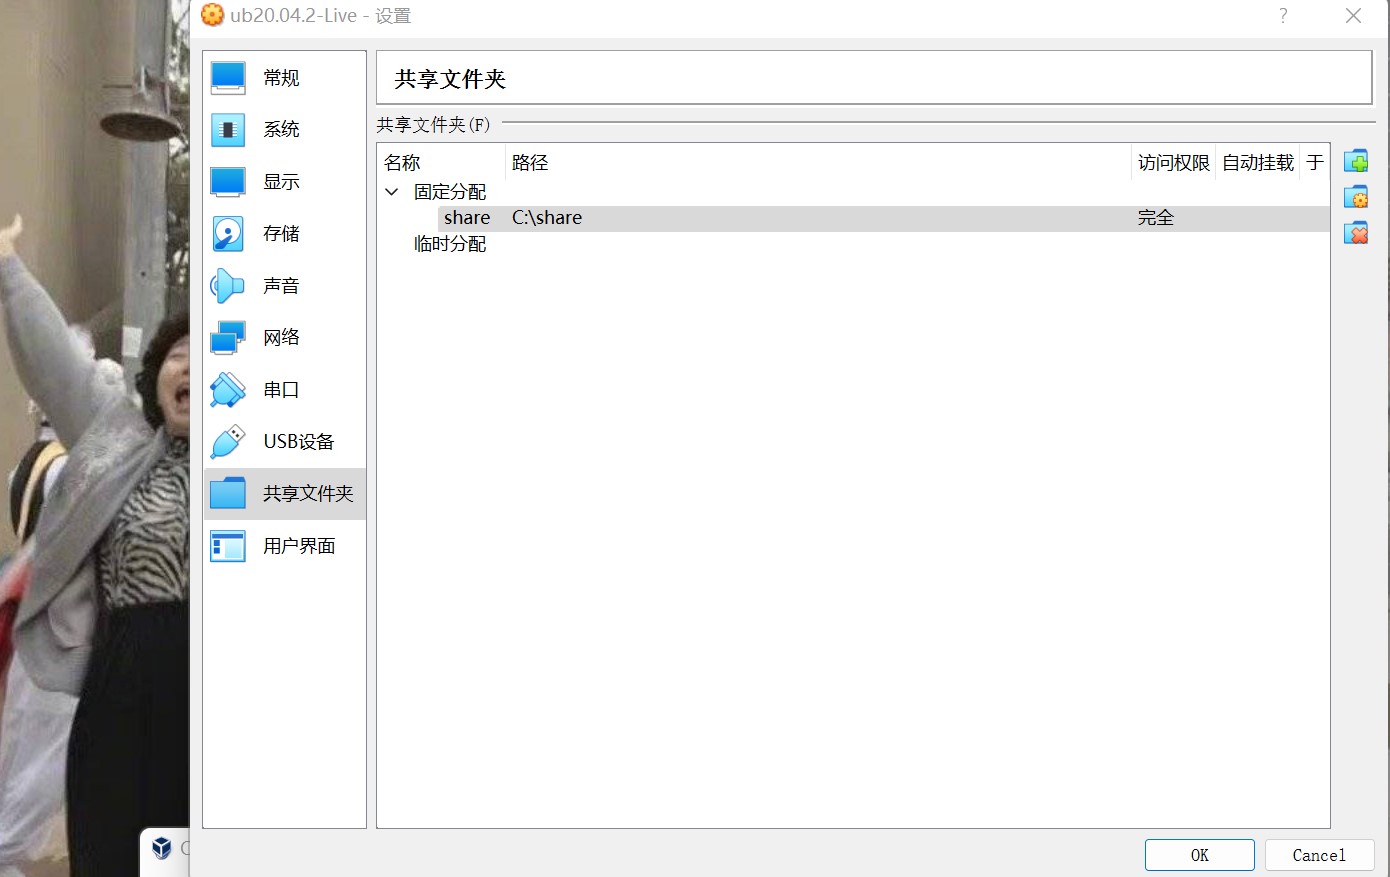 ub20.04.2-Live - 设置
?
常规
系统
显示
存储
声音
网络
串口
USB设备
共享文件夹
用户界面
共享文件夹
共享文件夹(F)
名称 路径 访问权限 自动挂载 于
固定分配
share C:\share 完全
临时分配
OK Cancel